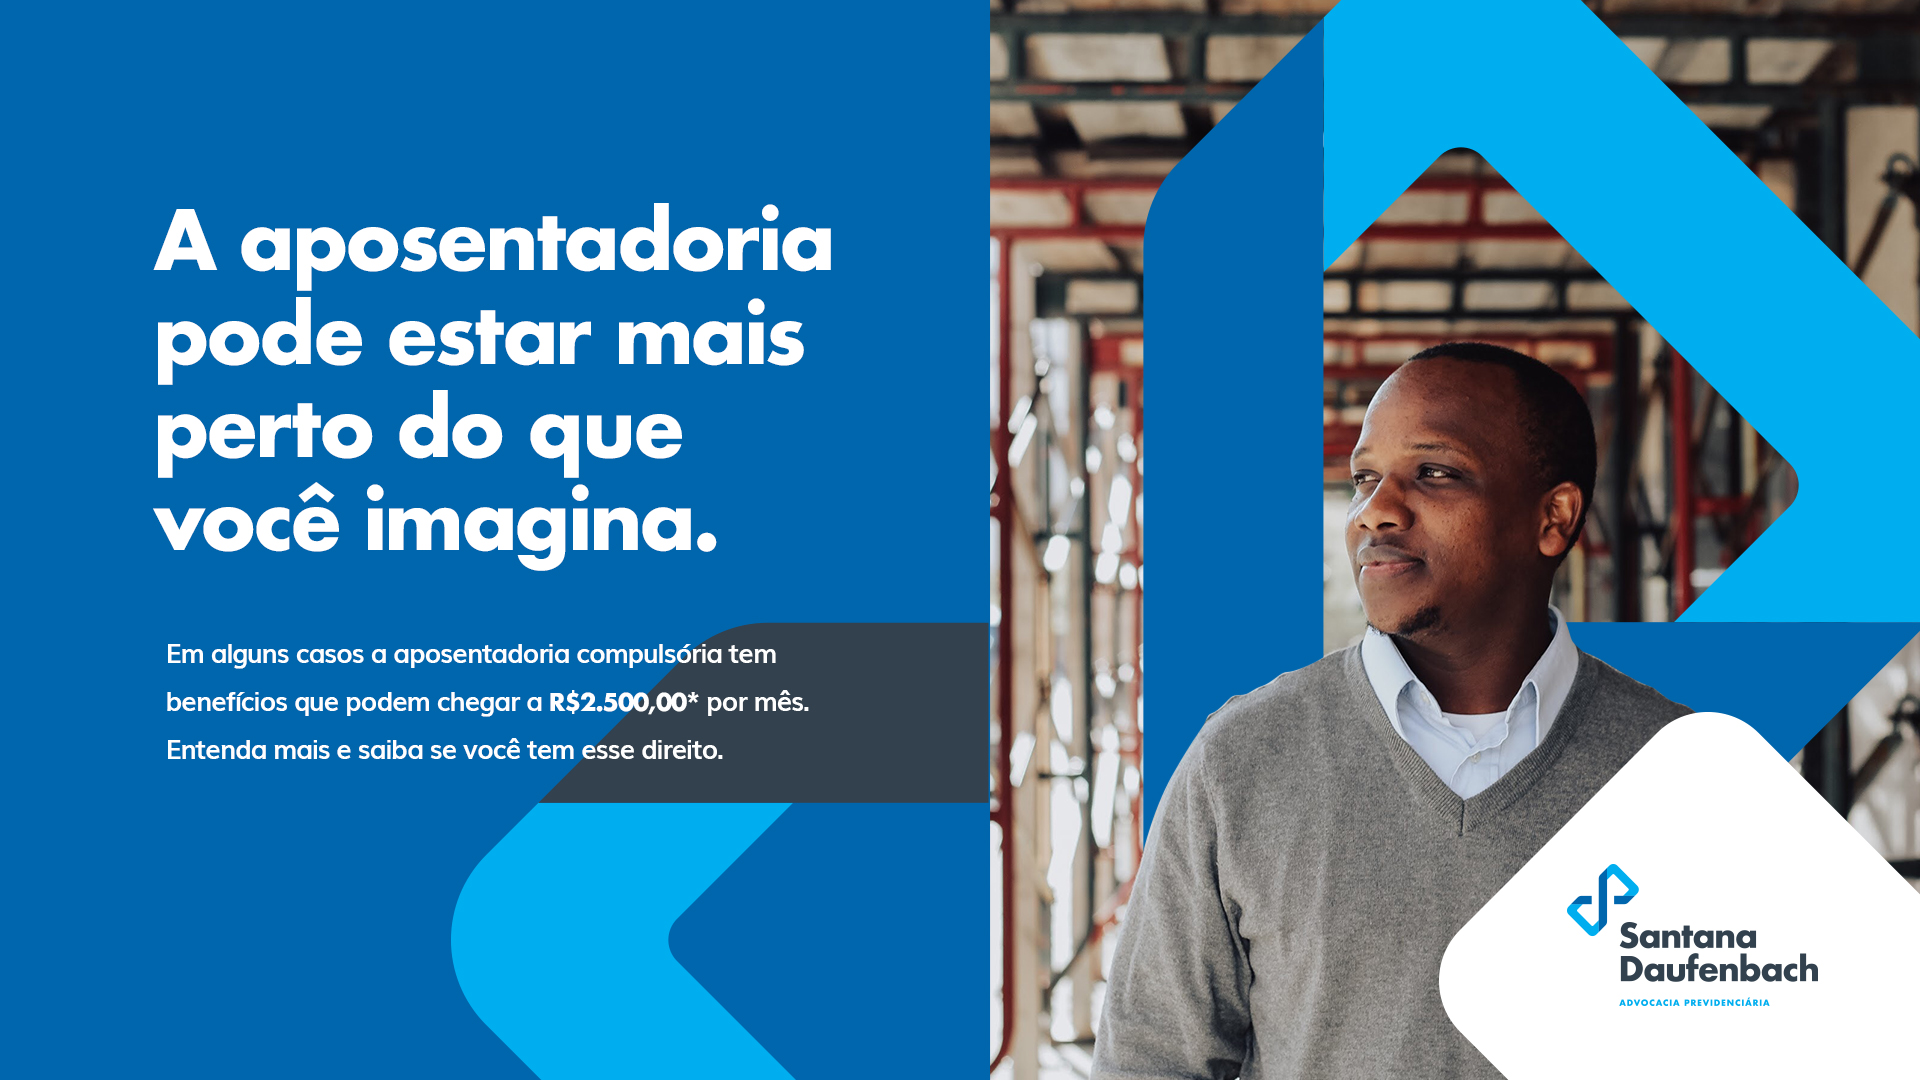 A aposentadoria
pode estar mais
perto do que
você imagina.
Em alguns casos a aposentadoria compulsória tem
benefícios que podem chegar a R$2.500,00* por mês.
Entenda mais e saiba se você tem esse direito.
Santana
Daufenbach
ADVOCACIA PREVIDENCIÁRIA